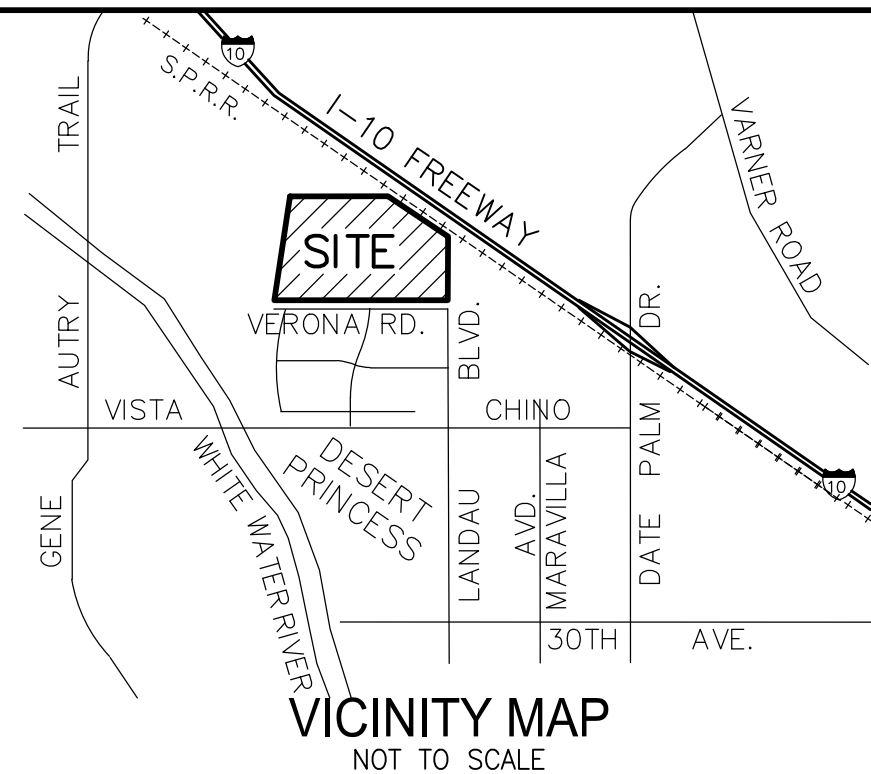 10
S.P.R.R.
I-10 FREEWAY
VARNER ROAD
GENE AUTRY TRAIL
SITE
VERONA RD.
LANDAU BLVD.
DATE PALM DR.
VISTA CHINO
DESERT
PRINCESS
WHITE WATER RIVER
MARAVILLA
AVD.
10
30TH AVE.
VICINITY MAP
NOT TO SCALE